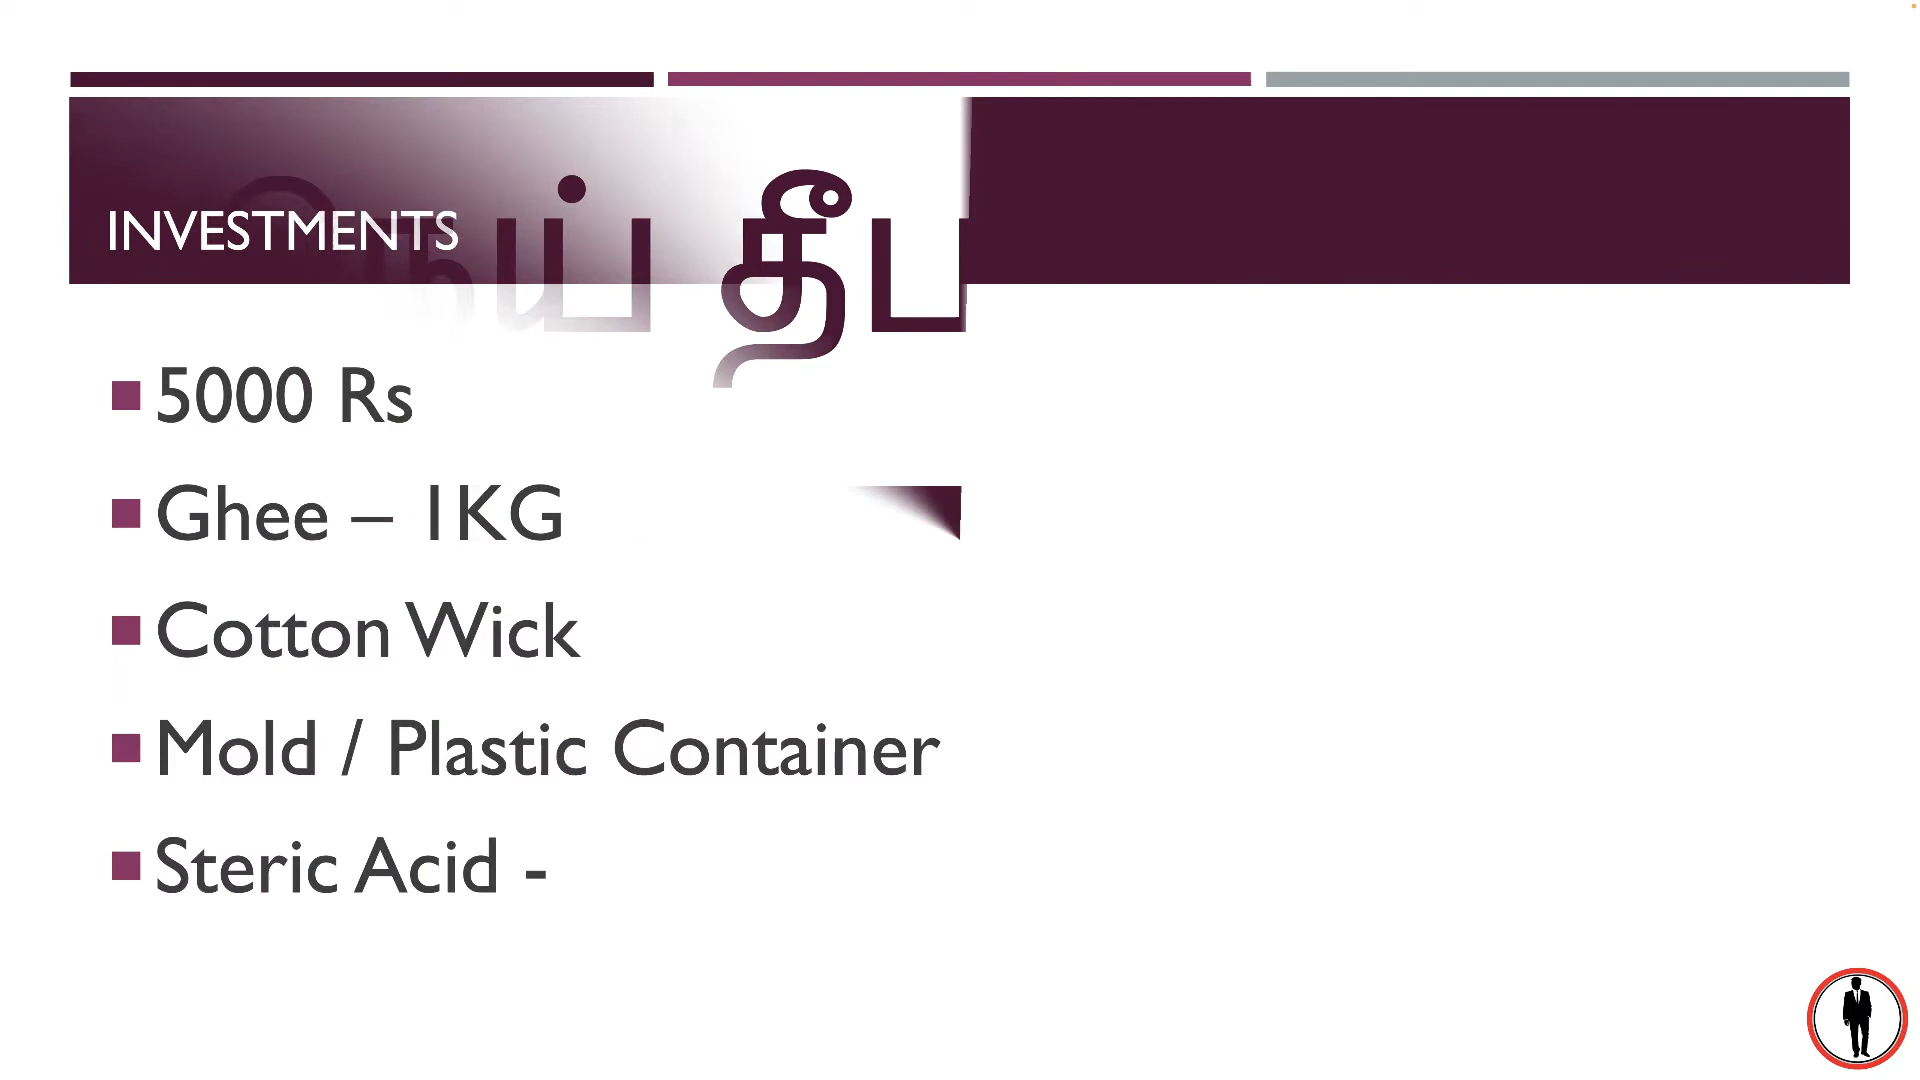 நெய் தீப
INVESTMENTS
5000 Rs
Ghee – 1KG
Cotton Wick
Mold / Plastic Container
Steric Acid -